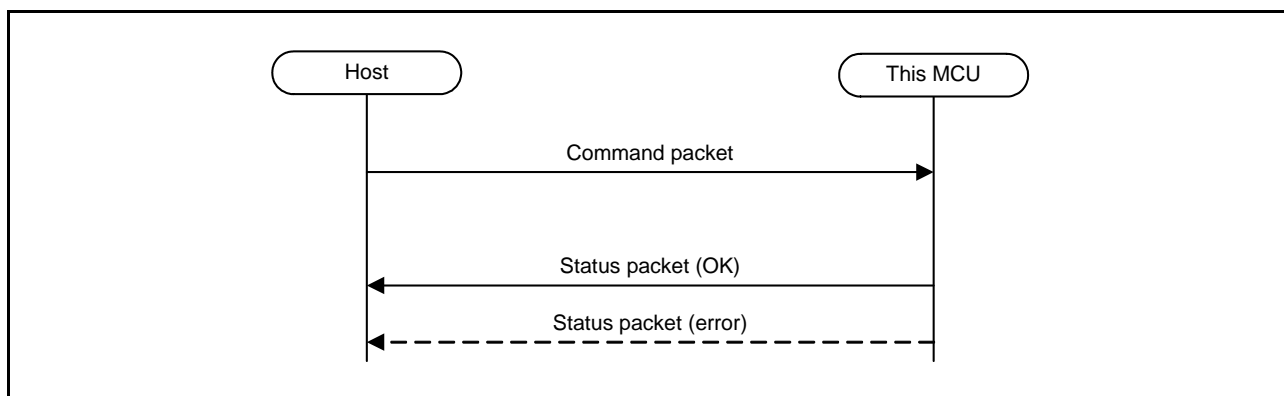 Host
This MCU
Command packet
Status packet (OK)
Status packet (error)